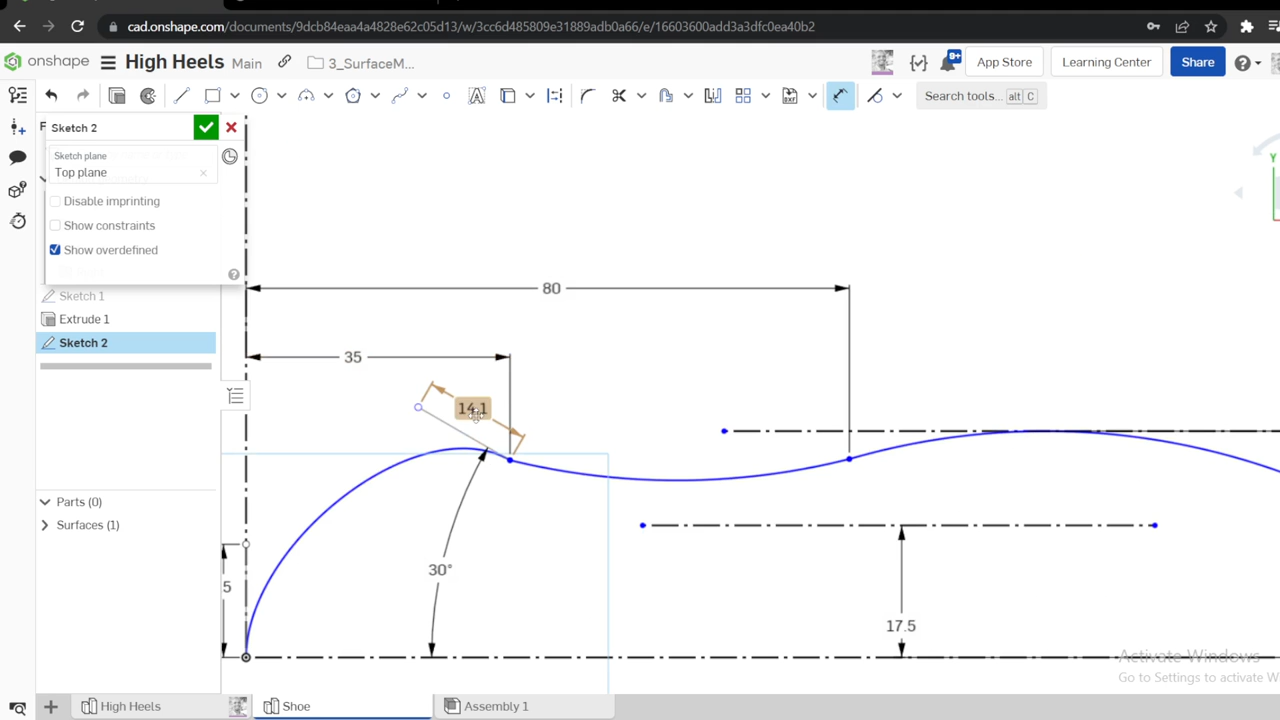 cad.onshape.com/documents/9dcb84eaa4a4828e62c05d13/w/3cc6d485809e31889adb0a66/e/16603600add3a3dfc0ea40b2
onshape High Heels Main 3_SurfaceM... App Store Learning Center Share
Search tools... alt C
Sketch 2
Sketch plane
Top plane
Disable imprinting
Show constraints
Show overdefined
Sketch 1
Extrude 1
Sketch 2
Parts (0)
Surfaces (1)
80
35
14.1
30°
5
17.5
Y
Activate Windows
Go to Settings to activate W
High Heels Shoe Assembly 1